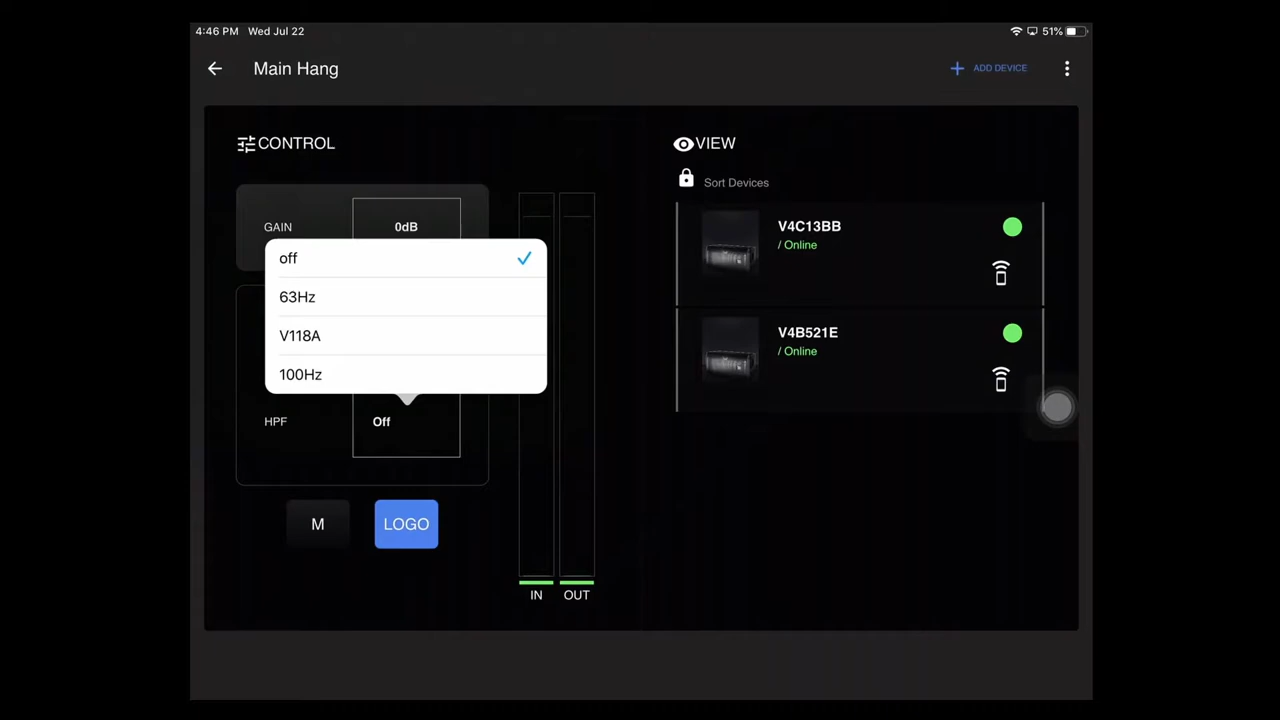 4:46 PM Wed Jul 22
51%
Main Hang
ADD DEVICE
CONTROL
VIEW
Sort Devices
GAIN
0dB
off
63Hz
V118A
100Hz
HPF
Off
M
LOGO
IN
OUT
V4C13BB
/ Online
V4B521E
/ Online